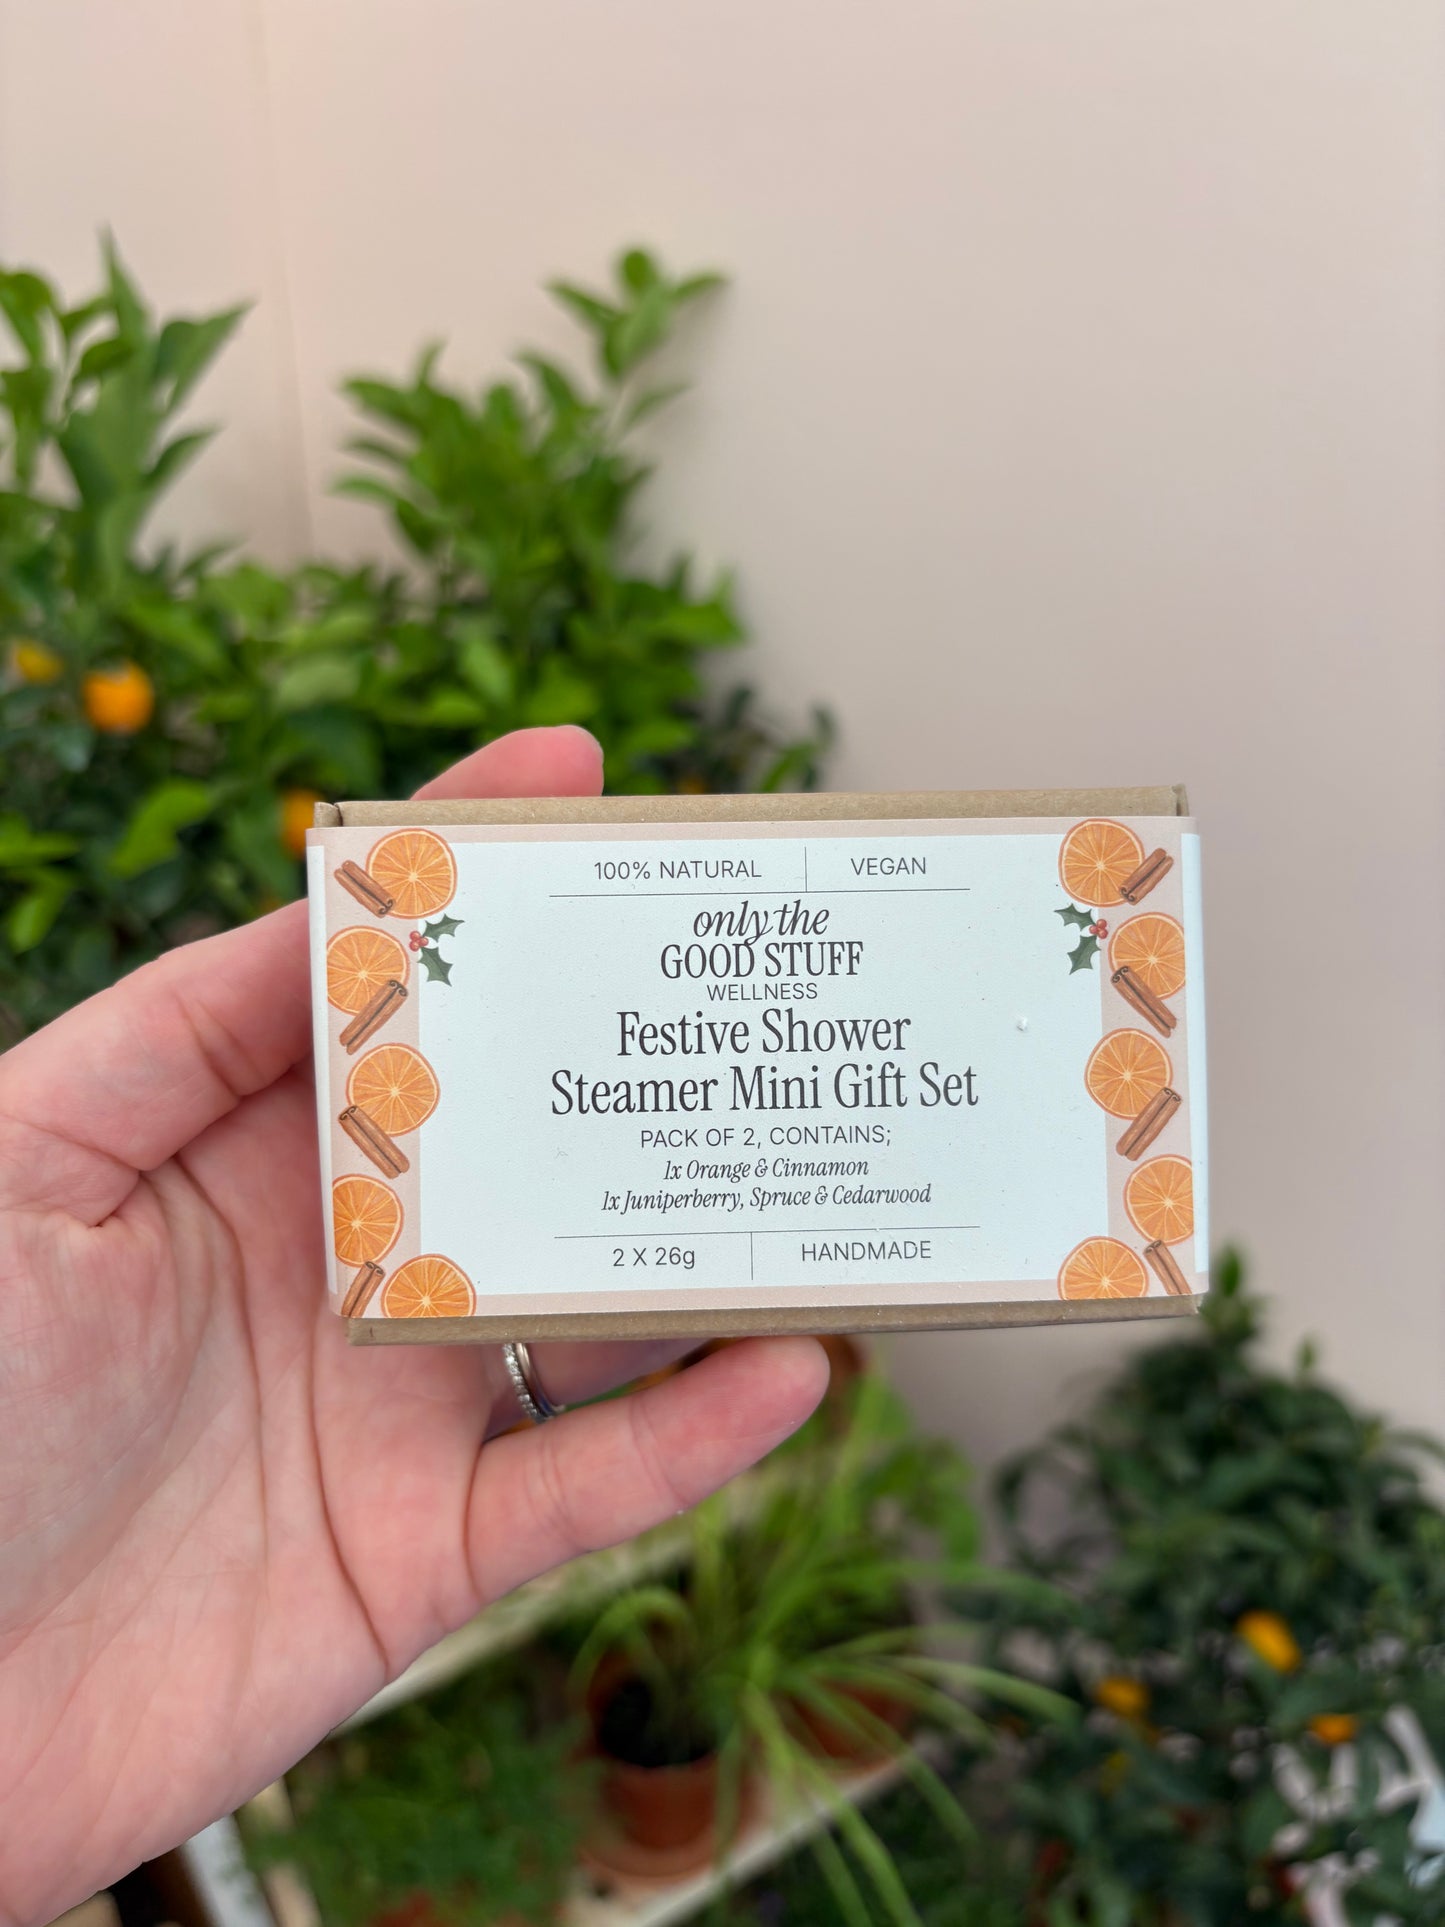 100% NATURAL VEGAN
only the
GOOD STUFF
WELLNESS
Festive Shower
Steamer Mini Gift Set
PACK OF 2, CONTAINS;
1x Orange & Cinnamon
1x Juniperberry, Spruce & Cedarwood
2 X 26g HANDMADE